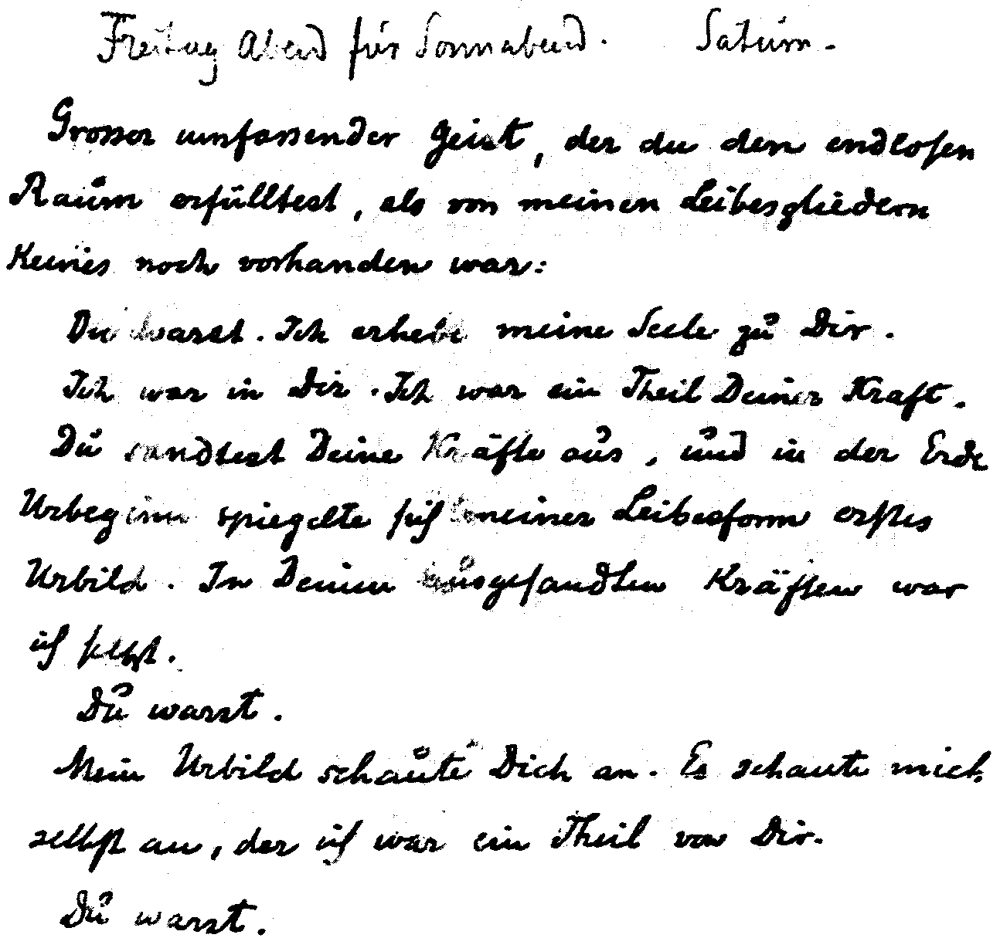 Freitag Abend für Sonnabend. Saturn.
Grosser umfassender Geist, der du den endlosen
Raum erfülltest, als von meinen Leibesgliedern
Keines noch vorhanden war:
Du warst. Ich erhebe meine Seele zu Dir.
Ich war in Dir. Ich war ein Theil Deiner Kraft.
Du sandtest Deine Kräfte aus, und in der Erde
Urbeginn spiegelte sich meiner Leibesform erstes
Urbild. In Deinen ausgesandten Kräften war
ich selbst.
Du warst.
Mein Urbild schaute Dich an. Es schaute mich
selbst an, der ich war ein Theil von Dir.
Du warst.